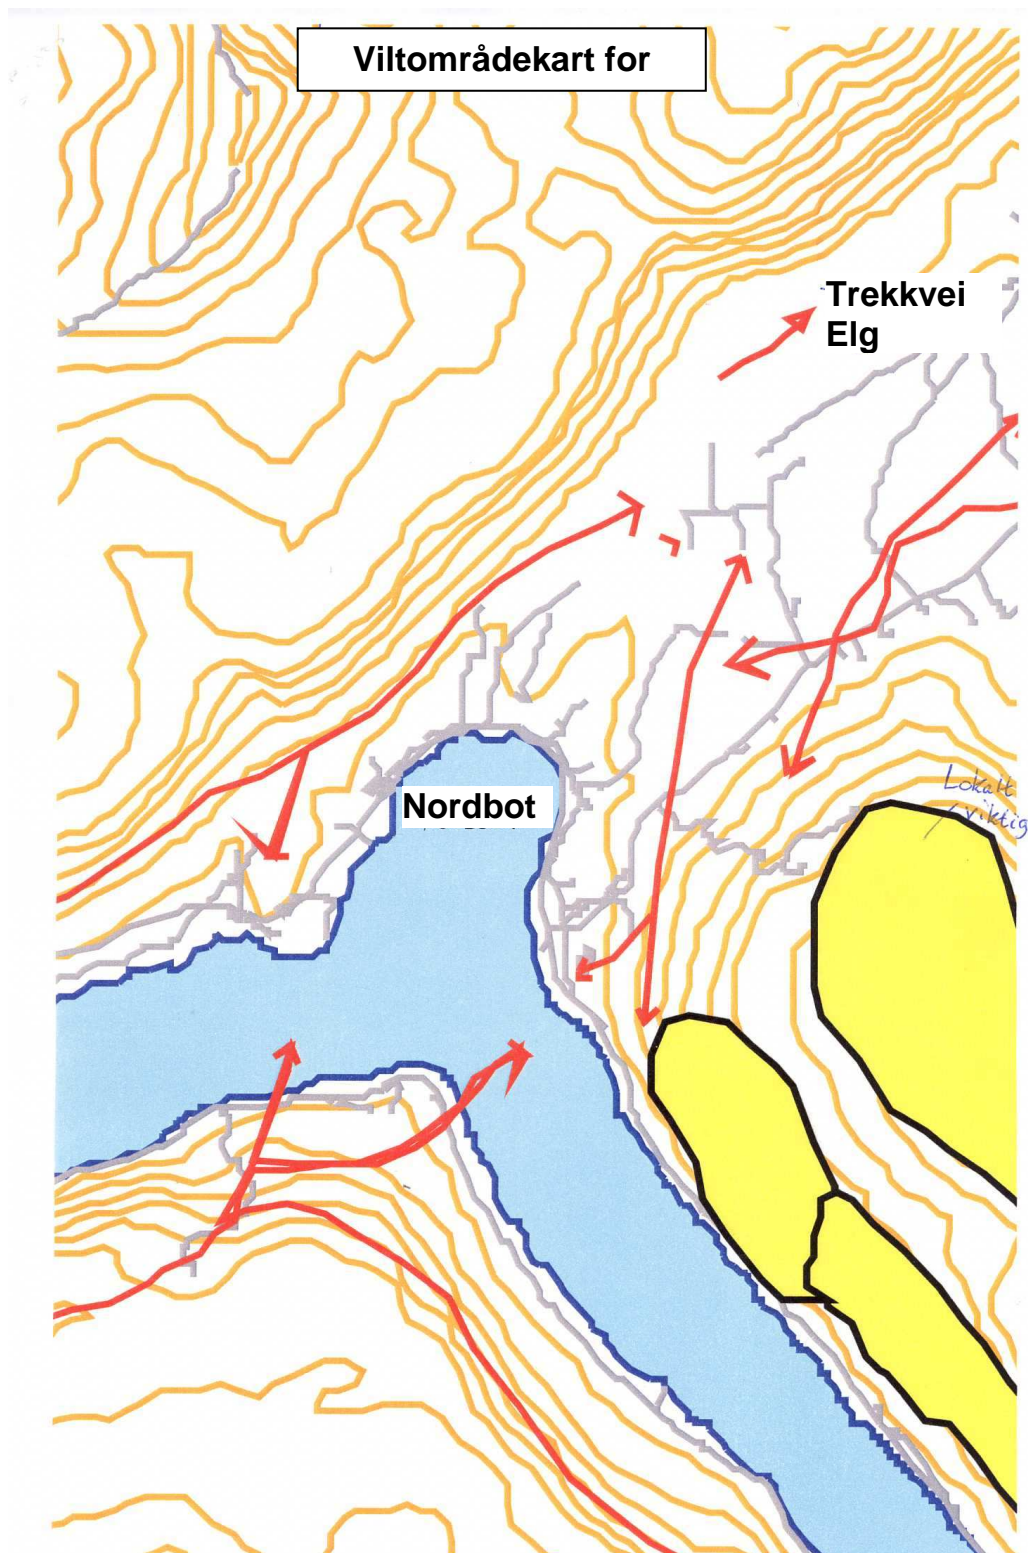 Viltområdekart for
Trekkvei
Elg
Nordbot
Lokalt
viktig